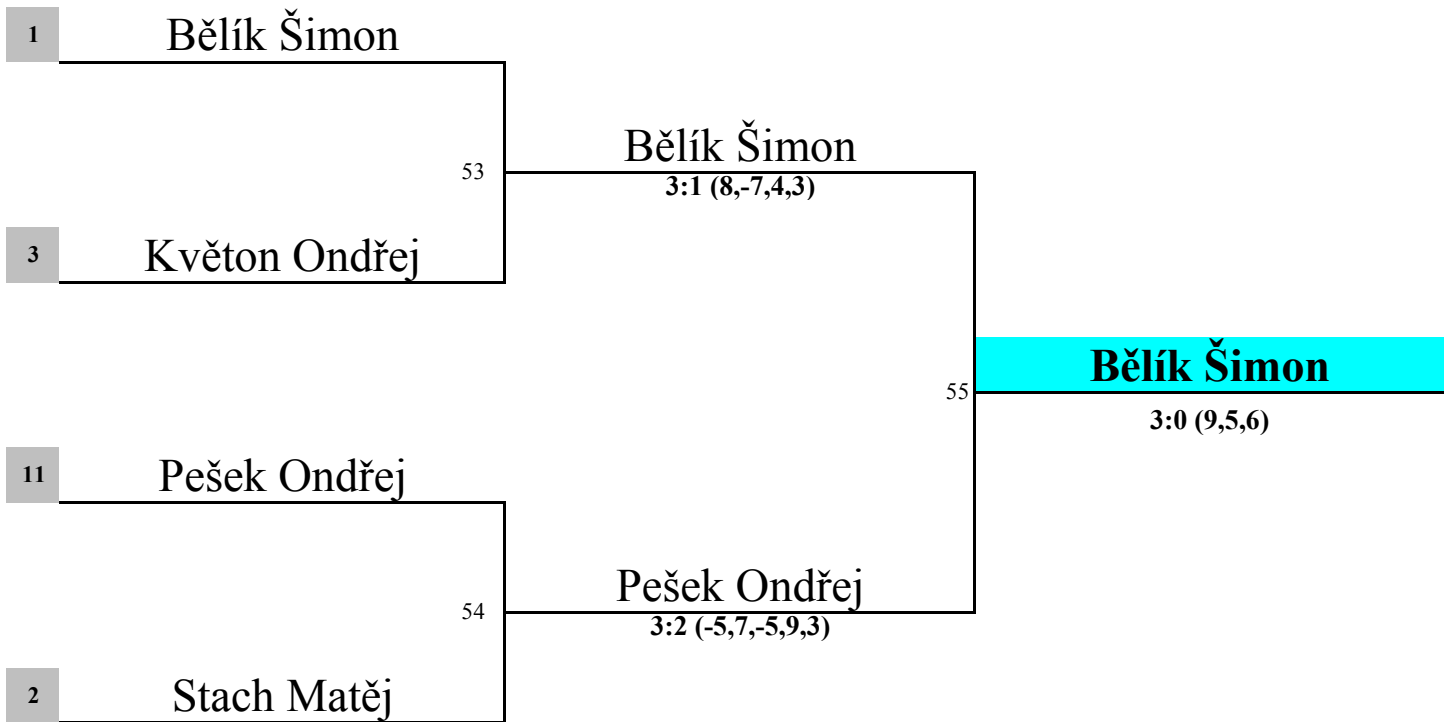 1 Bělík Šimon
Bělík Šimon
53
3:1 (8,-7,4,3)
3 Květon Ondřej
Bělík Šimon
55
3:0 (9,5,6)
11 Pešek Ondřej
Pešek Ondřej
54
3:2 (-5,7,-5,9,3)
2 Stach Matěj